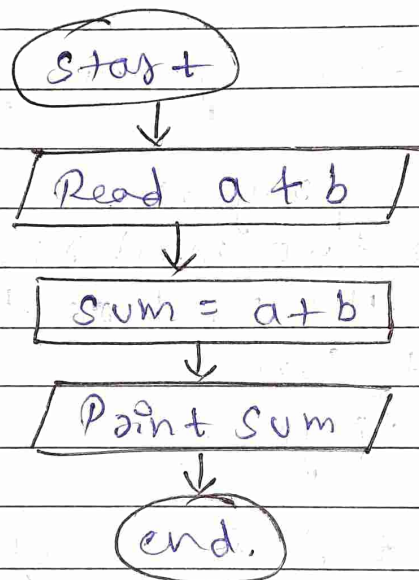 start
Read a + b
sum = a+b
Print sum
end.